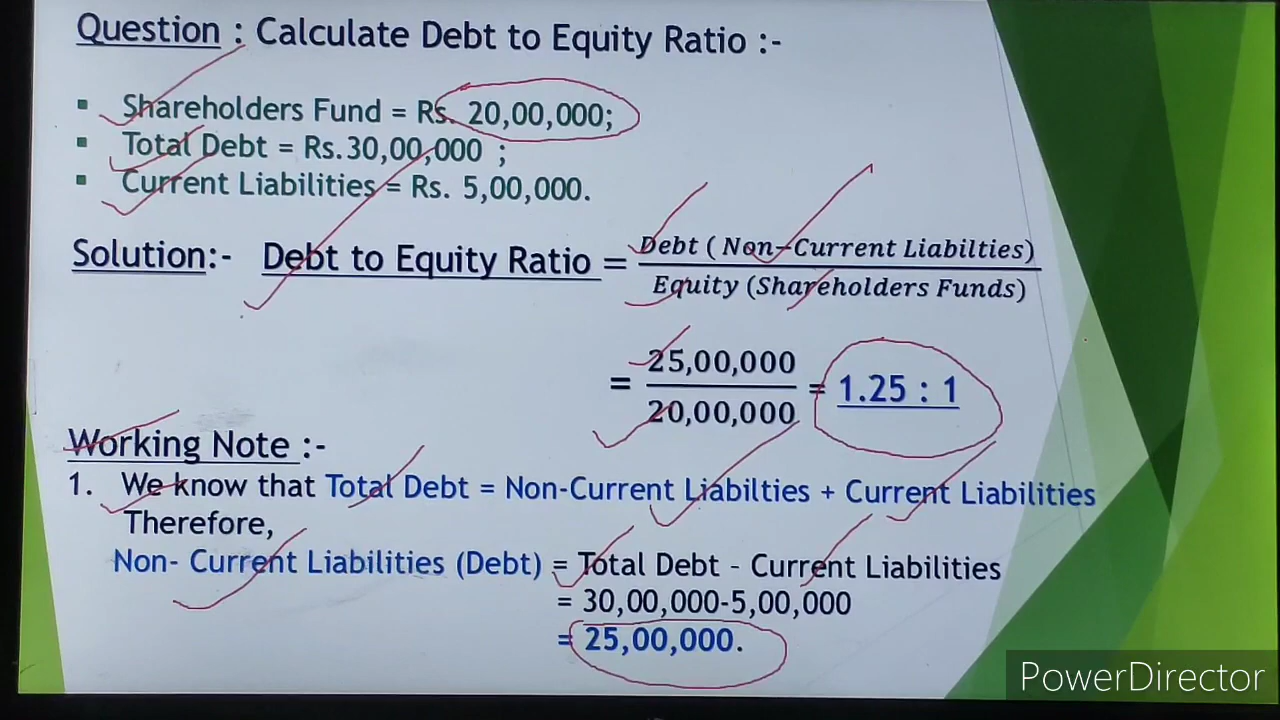 Question : Calculate Debt to Equity Ratio :-
▪ Shareholders Fund = Rs. 20,00,000;
▪ Total Debt = Rs.30,00,000 ;
▪ Current Liabilities = Rs. 5,00,000.
Solution:- Debt to Equity Ratio = Debt ( Non-Current Liabilties) / Equity (Shareholders Funds)
= 25,00,000 / 20,00,000 = 1.25 : 1
Working Note :-
1. We know that Total Debt = Non-Current Liabilties + Current Liabilities
Therefore,
Non- Current Liabilities (Debt) = Total Debt - Current Liabilities
= 30,00,000-5,00,000
= 25,00,000.
PowerDirector